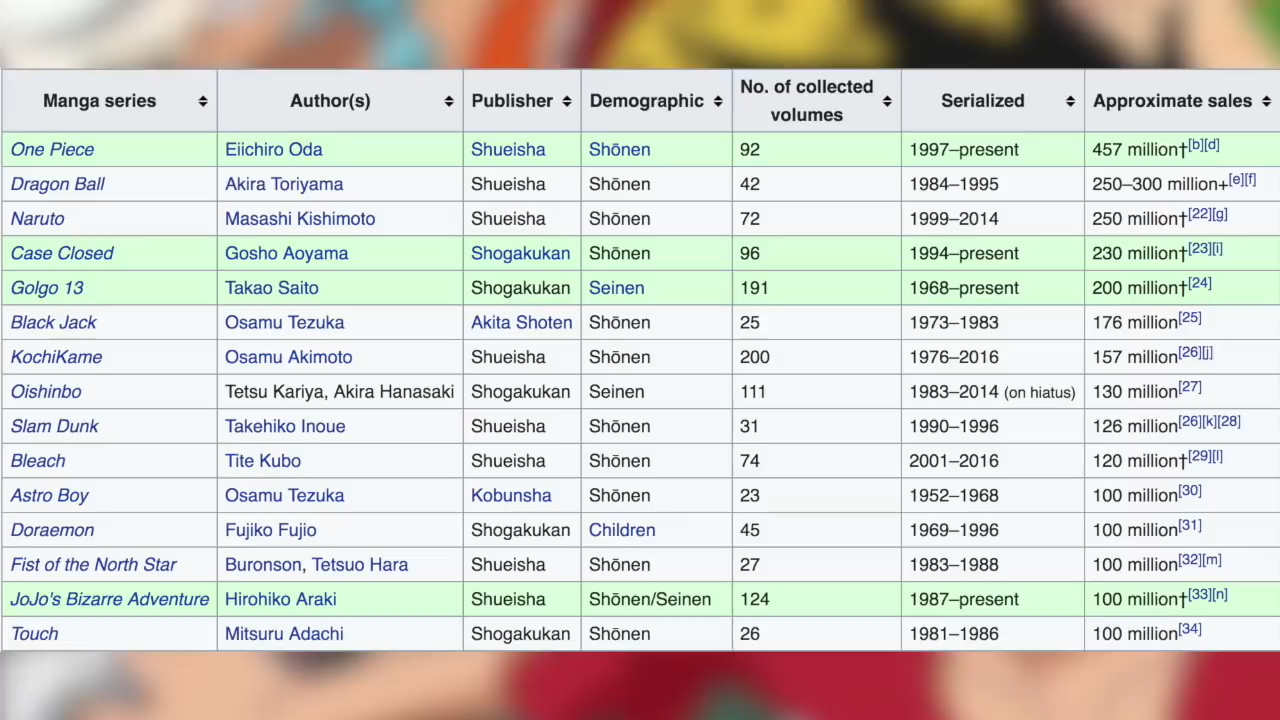 Manga series Author(s) Publisher Demographic No. of collected volumes Serialized Approximate sales
One Piece Eiichiro Oda Shueisha Shōnen 92 1997–present 457 million†[b][d]
Dragon Ball Akira Toriyama Shueisha Shōnen 42 1984–1995 250–300 million+[e][f]
Naruto Masashi Kishimoto Shueisha Shōnen 72 1999–2014 250 million†[22][g]
Case Closed Gosho Aoyama Shogakukan Shōnen 96 1994–present 230 million†[23][i]
Golgo 13 Takao Saito Shogakukan Seinen 191 1968–present 200 million†[24]
Black Jack Osamu Tezuka Akita Shoten Shōnen 25 1973–1983 176 million[25]
KochiKame Osamu Akimoto Shueisha Shōnen 200 1976–2016 157 million[26][j]
Oishinbo Tetsu Kariya, Akira Hanasaki Shogakukan Seinen 111 1983–2014 (on hiatus) 130 million[27]
Slam Dunk Takehiko Inoue Shueisha Shōnen 31 1990–1996 126 million[26][k][28]
Bleach Tite Kubo Shueisha Shōnen 74 2001–2016 120 million†[29][l]
Astro Boy Osamu Tezuka Kobunsha Shōnen 23 1952–1968 100 million[30]
Doraemon Fujiko Fujio Shogakukan Children 45 1969–1996 100 million[31]
Fist of the North Star Buronson, Tetsuo Hara Shueisha Shōnen 27 1983–1988 100 million[32][m]
JoJo's Bizarre Adventure Hirohiko Araki Shueisha Shōnen/Seinen 124 1987–present 100 million†[33][n]
Touch Mitsuru Adachi Shogakukan Shōnen 26 1981–1986 100 million[34]